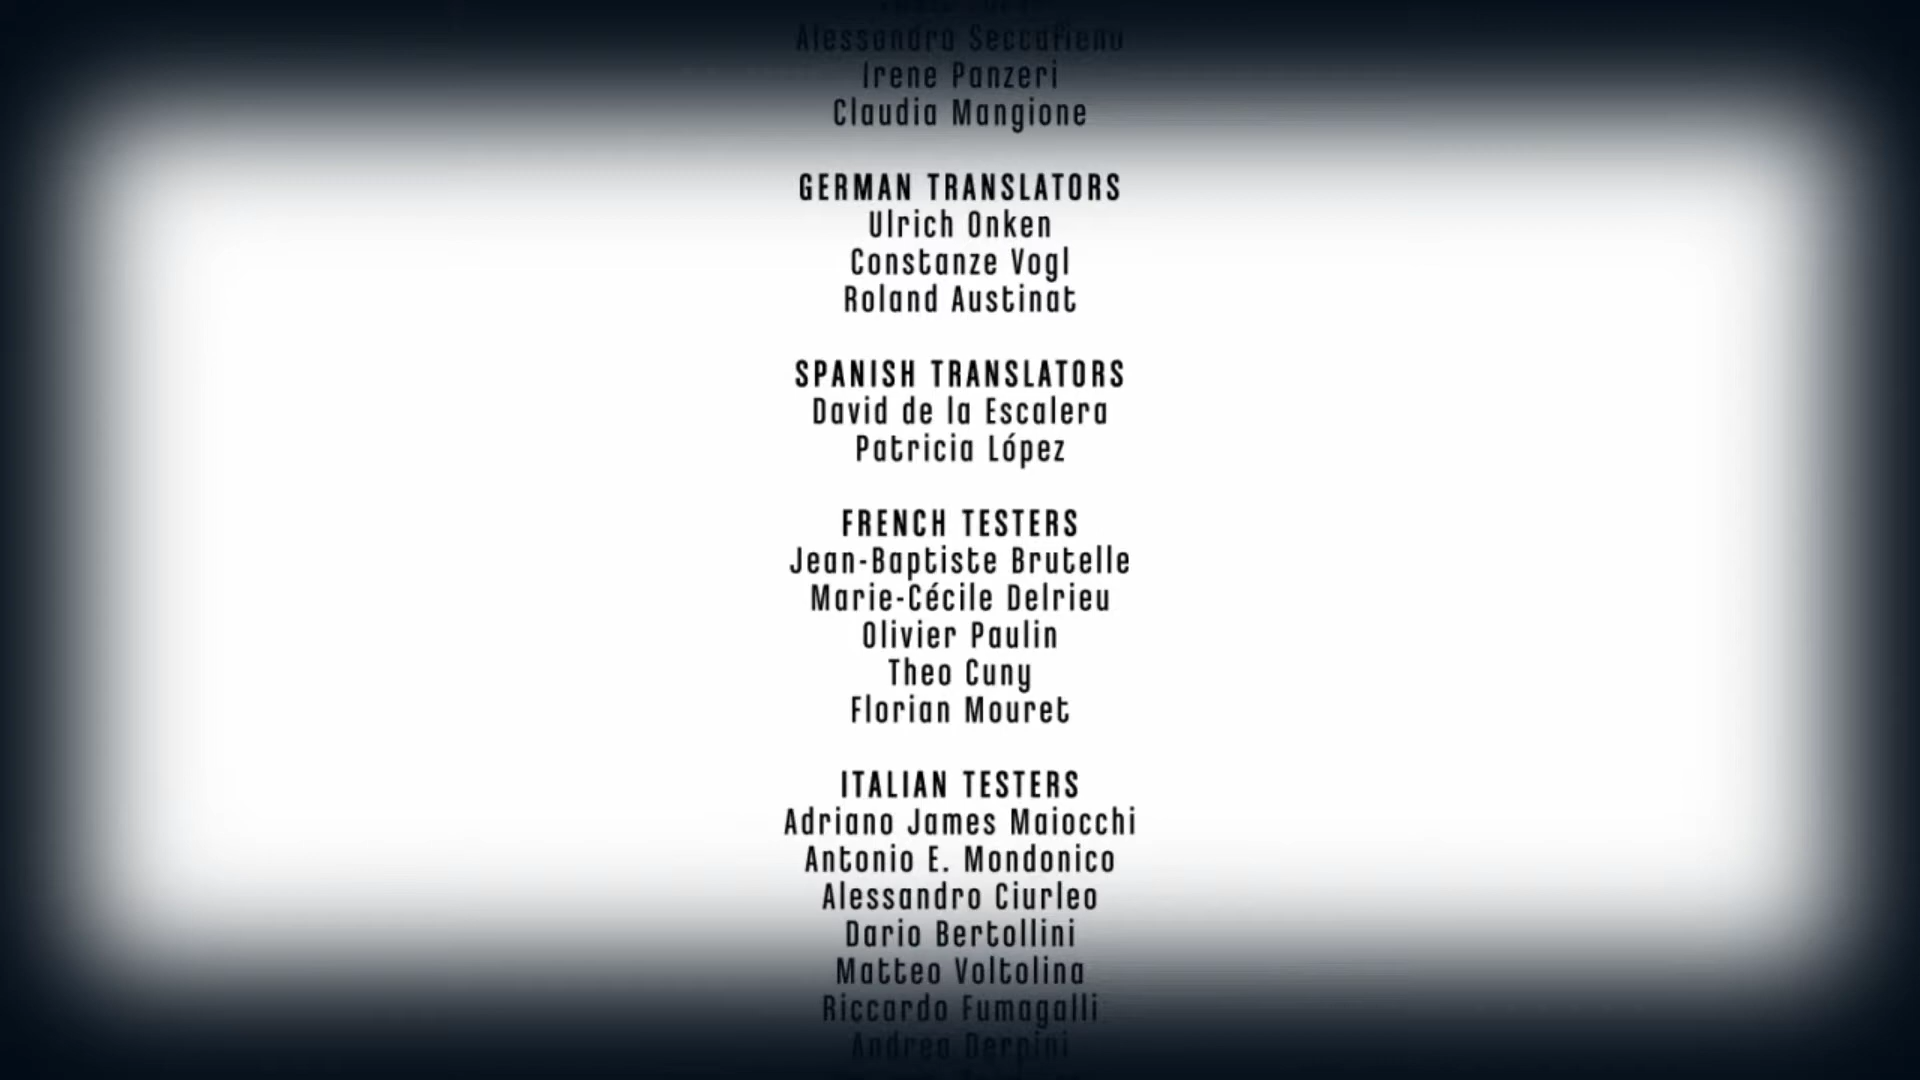 Alessandra
Irene Panzeri
Claudia Mangione
GERMAN TRANSLATORS
Ulrich Onken
Constanze Vogl
Roland Austinat
SPANISH TRANSLATORS
David de la Escalera
Patricia López
FRENCH TESTERS
Jean-Baptiste Brutelle
Marie-Cécile Delrieu
Olivier Paulin
Theo Cuny
Florian Mouret
ITALIAN TESTERS
Adriano James Maiocchi
Antonio E. Mondonico
Alessandro Ciurleo
Dario Bertollini
Matteo Voltolina
Riccardo Fumagalli
Andrea